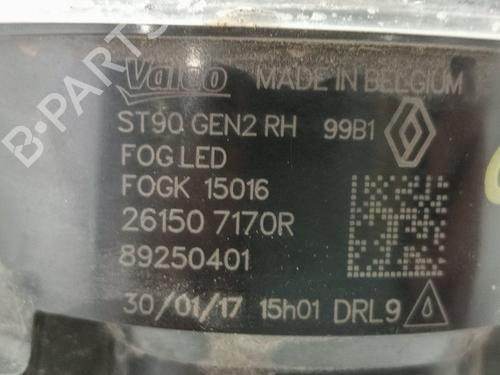 Valeo MADE IN BELGIUM
ST90 GEN2 RH 99B1
FOG LED
FOGK 15016
26150 7170R
89250401
30/01/17 15h01 DRL9
B-PARTS